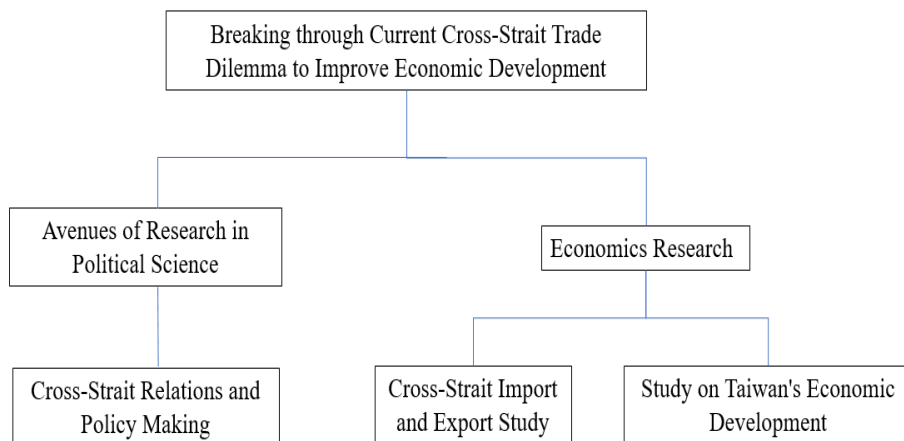 Breaking through Current Cross-Strait Trade
Dilemma to Improve Economic Development
Avenues of Research in
Political Science
Economics Research
Cross-Strait Relations and
Policy Making
Cross-Strait Import
and Export Study
Study on Taiwan's Economic
Development